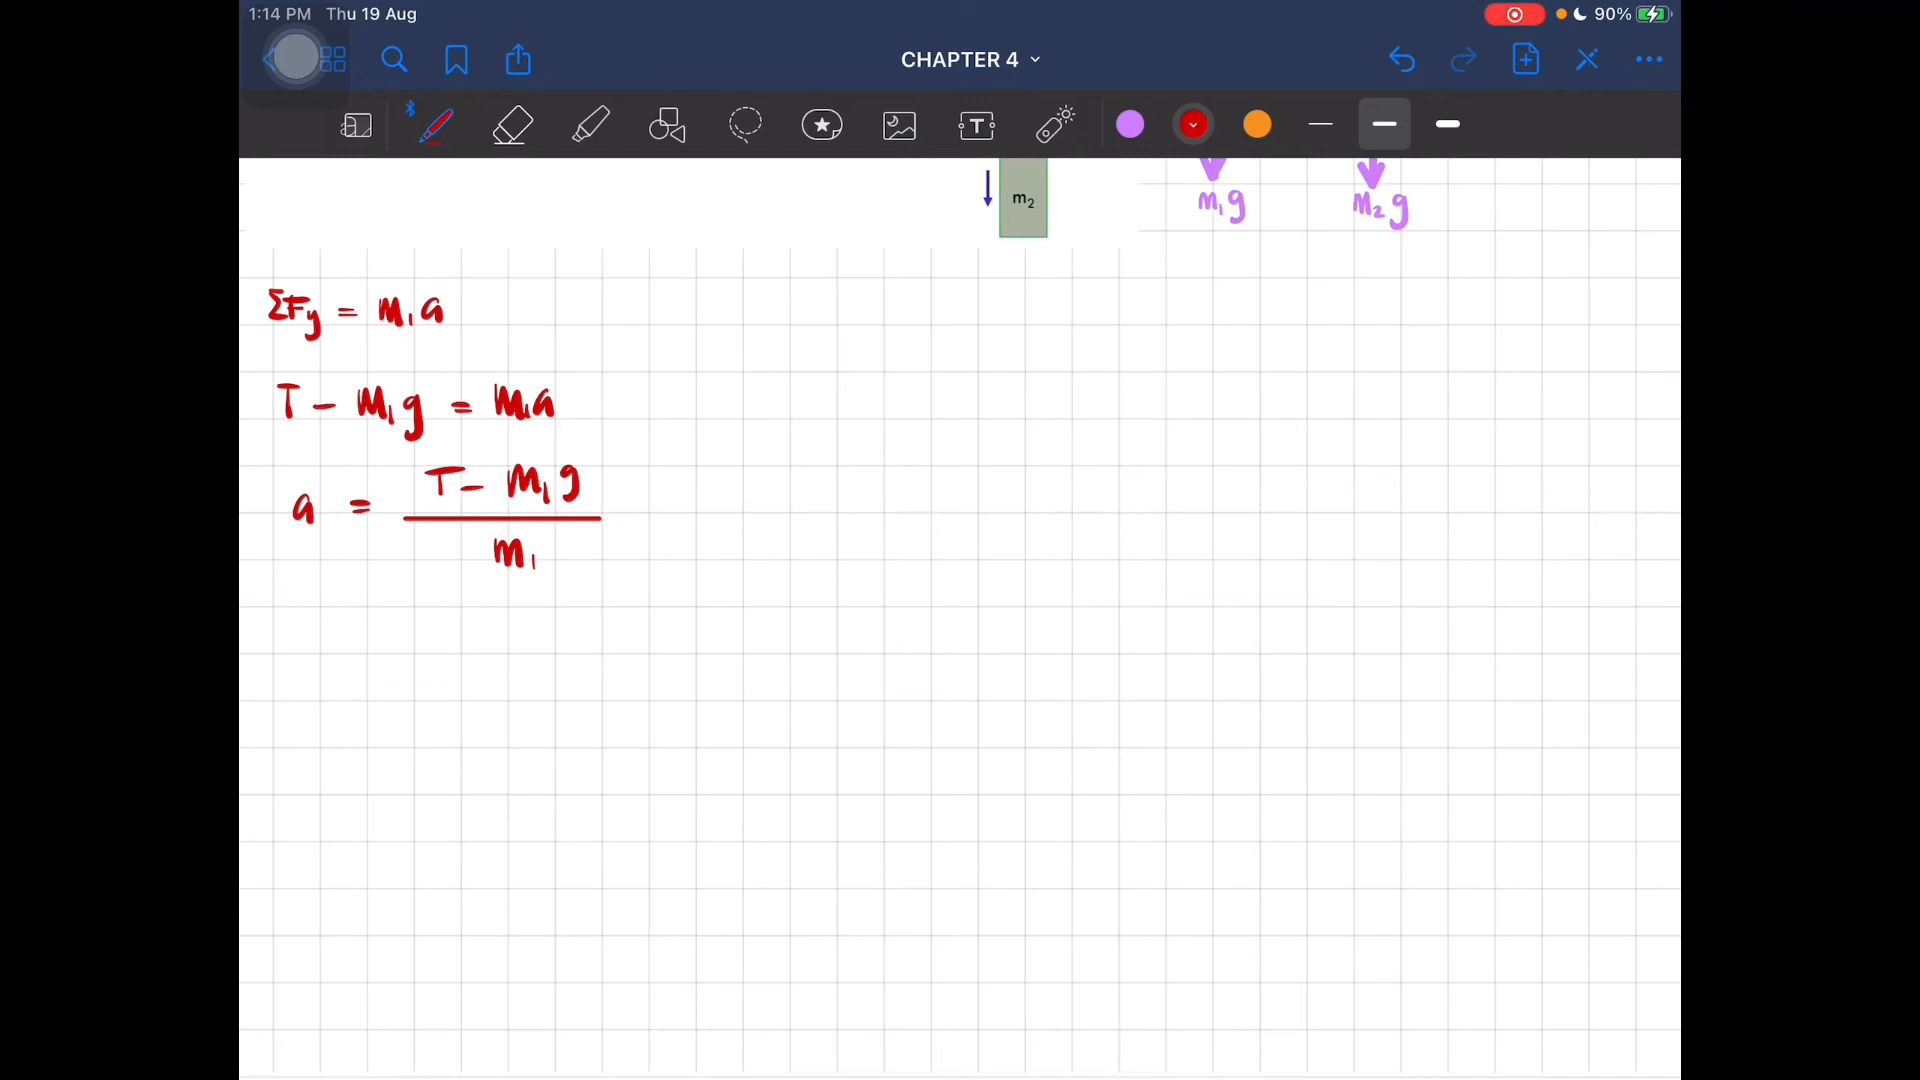 1:14 PM Thu 19 Aug 90%
CHAPTER 4
T
m₂
m₁g m₂g
ΣFy = m₁a
T - m₁g = m₁a
a = T - m₁g
m₁